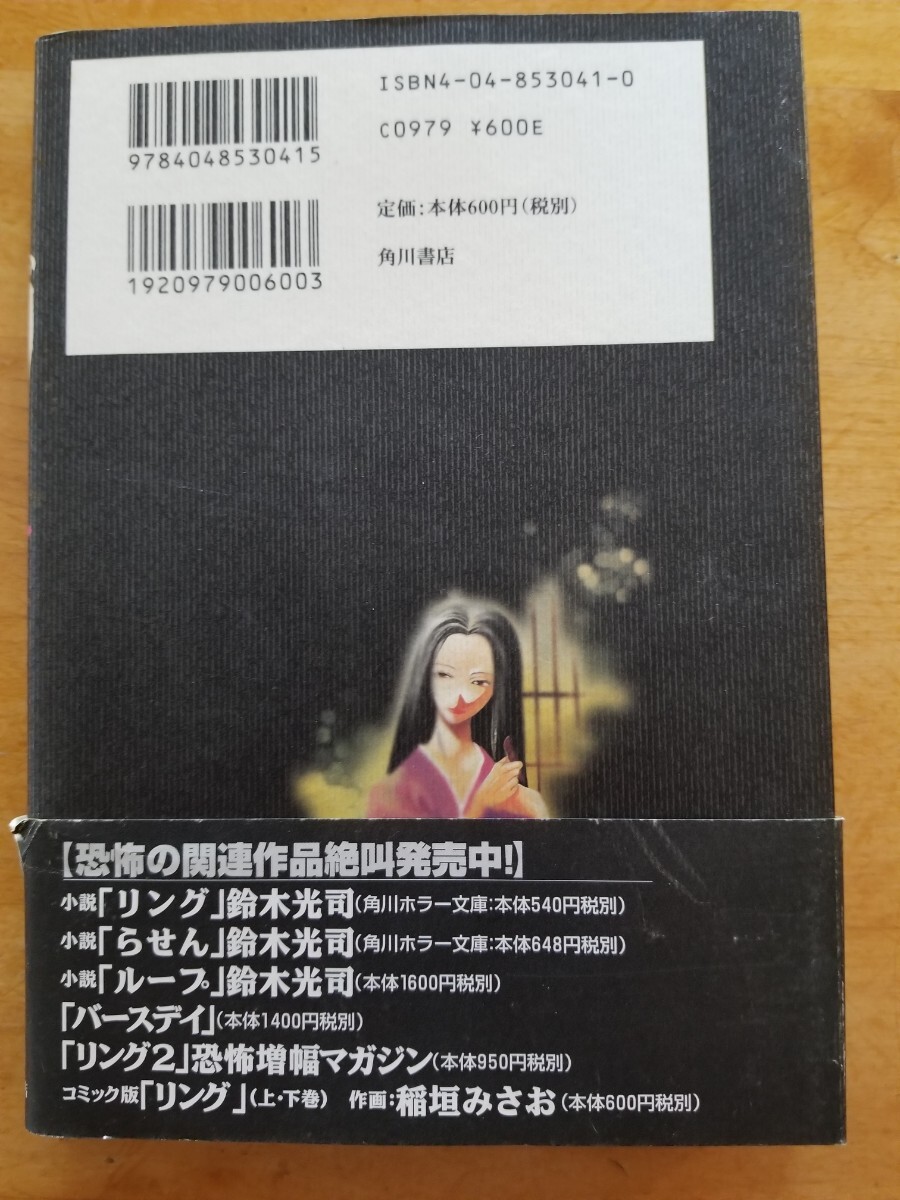 ISBN4-04-853041-0
C0979 ¥600E
9784048530415
定価:本体600円(税別)
1920979006003
角川書店
【恐怖の関連作品絶叫発売中!】
小説「リング」鈴木光司(角川ホラー文庫:本体540円税別)
小説「らせん」鈴木光司(角川ホラー文庫:本体648円税別)
小説「ループ」鈴木光司(本体1600円税別)
「バースデイ」(本体1400円税別)
「リング2」恐怖増幅マガジン(本体950円税別)
コミック版「リング」(上・下巻) 作画:稲垣みさお(本体600円税別)